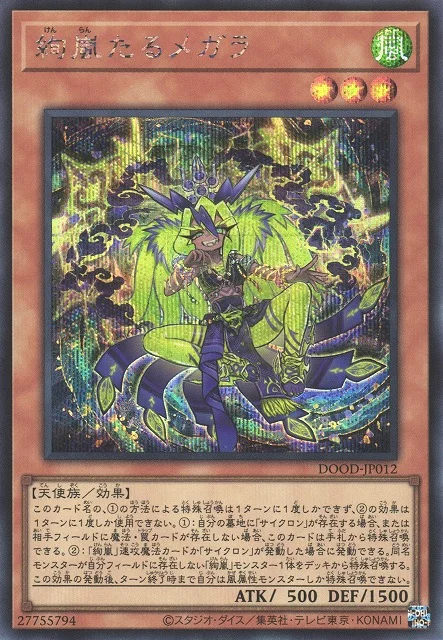 けん らん
絢嵐たるメガラ
風
DOOD-JP012
【天使族/効果】
このカード名の、①の方法による特殊召喚は1ターンに1度しかできず、②の効果は
1ターンに1度しか使用できない。①:自分の墓地に「サイクロン」が存在する場合、または
相手フィールドに魔法・罠カードが存在しない場合、このカードは手札から特殊召喚
できる。②:「絢嵐」速攻魔法カードか「サイクロン」が発動した場合に発動できる。同名
モンスターが自分フィールドに存在しない「絢嵐」モンスター1体をデッキから特殊召喚する。
この効果の発動後、ターン終了時まで自分は風属性モンスターしか特殊召喚できない。
ATK/ 500 DEF/1500
27755794
©スタジオ・ダイス/集英社・テレビ東京・KONAMI